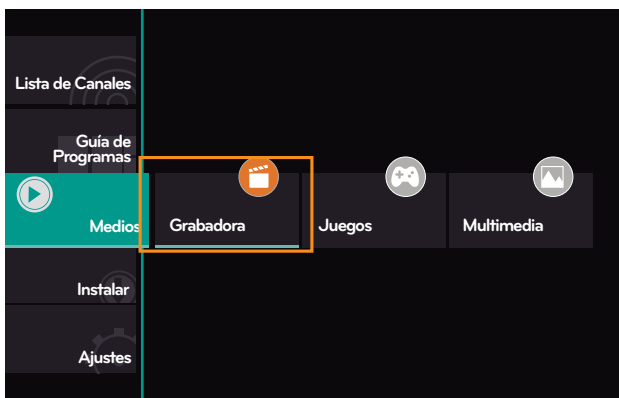 Lista de Canales
Guía de
Programas
Medios
Grabadora
Juegos
Multimedia
Instalar
Ajustes